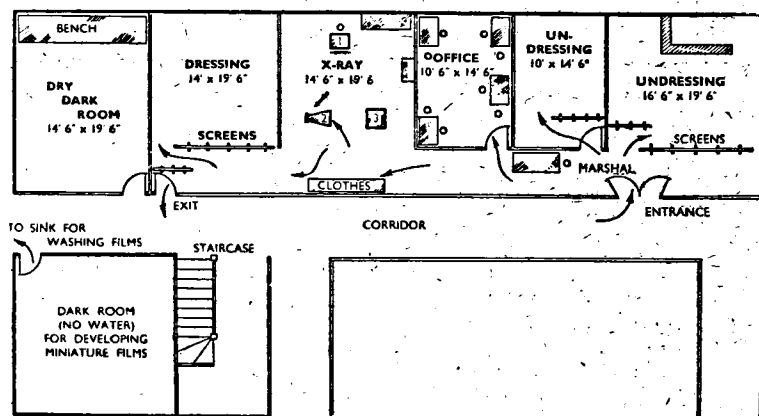 BENCH
DRY
DARK
ROOM
14' 6" x 19' 6"
DRESSING
14' x 19' 6"
SCREENS
EXIT
1
X-RAY
14' 6" x 19' 6
2
3
CLOTHES
OFFICE
10' 6" x 14' 6"
UN-
DRESSING
10' x 14' 6"
UNDRESSING
16' 6" x 19' 6"
SCREENS
MARSHAL
ENTRANCE
CORRIDOR
TO SINK FOR
WASHING FILMS
STAIRCASE
DARK ROOM
(NO WATER)
FOR DEVELOPING
MINIATURE FILMS